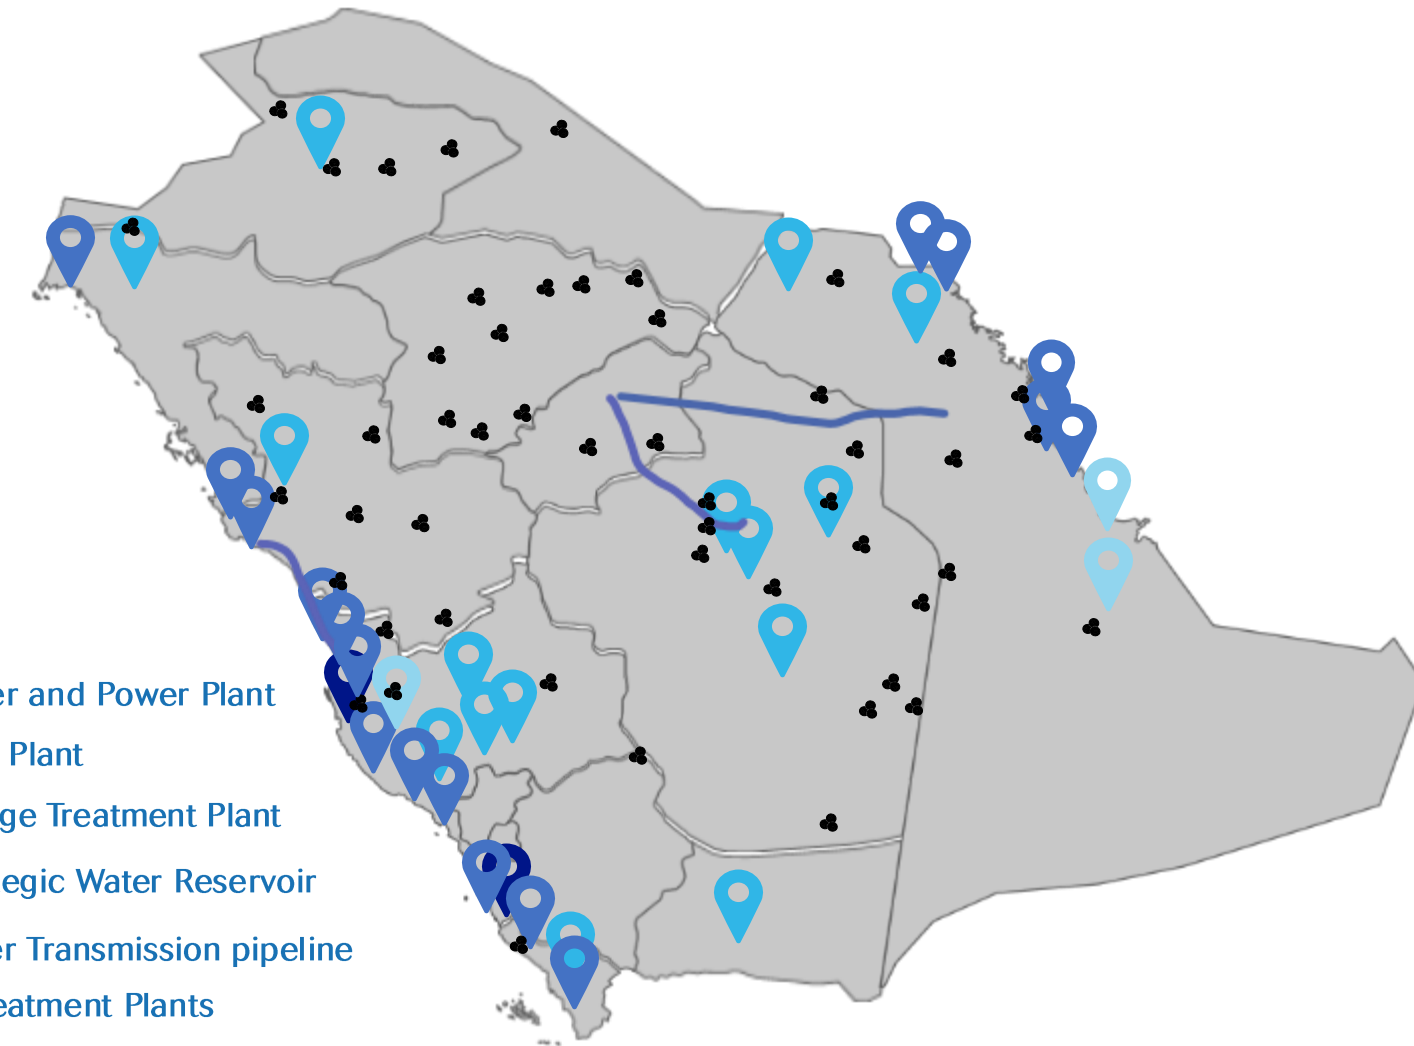 er and Power Plant
Plant
ge Treatment Plant
egic Water Reservoir
er Transmission pipeline
eatment Plants